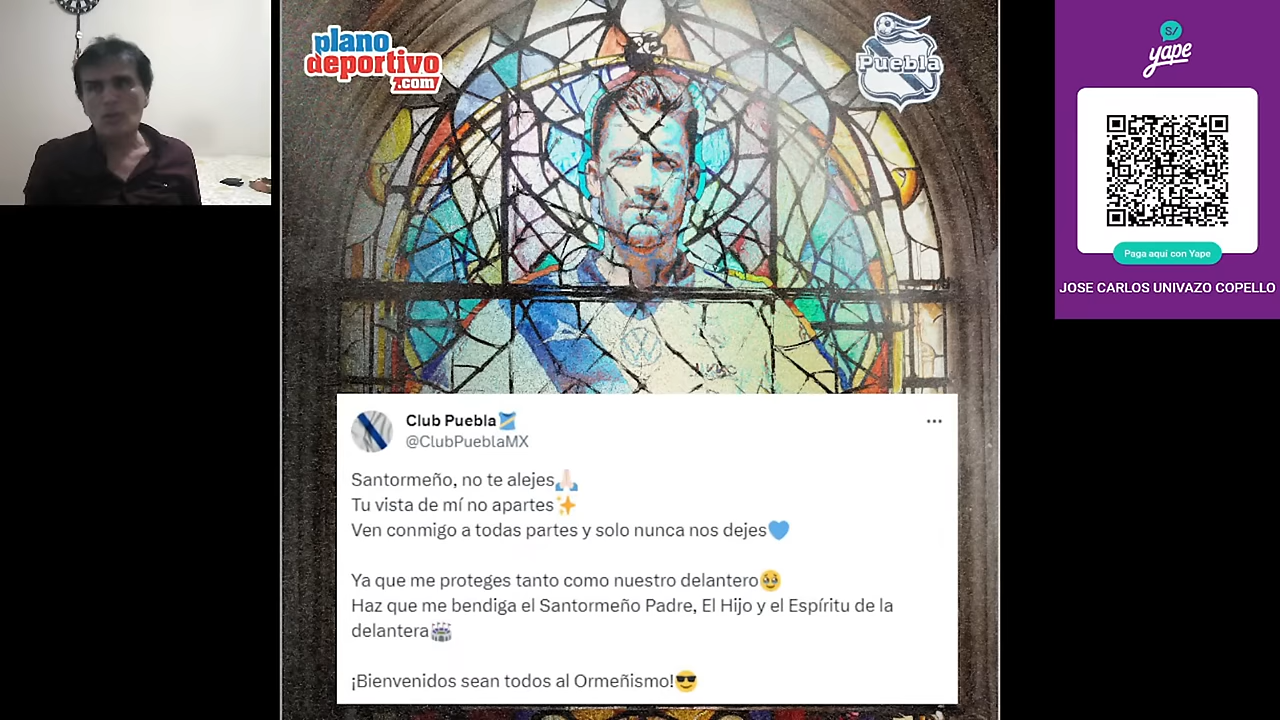 plano
deportivo
.com
Puebla
S/
yape
Paga aquí con Yape
JOSE CARLOS UNIVAZO COPELLO
Club Puebla
@ClubPueblaMX
Santormeño, no te alejes🙏🏻
Tu vista de mí no apartes✨
Ven conmigo a todas partes y solo nunca nos dejes💙
Ya que me proteges tanto como nuestro delantero🥹
Haz que me bendiga el Santormeño Padre, El Hijo y el Espíritu de la
delantera🏟️
¡Bienvenidos sean todos al Ormeñismo!😎